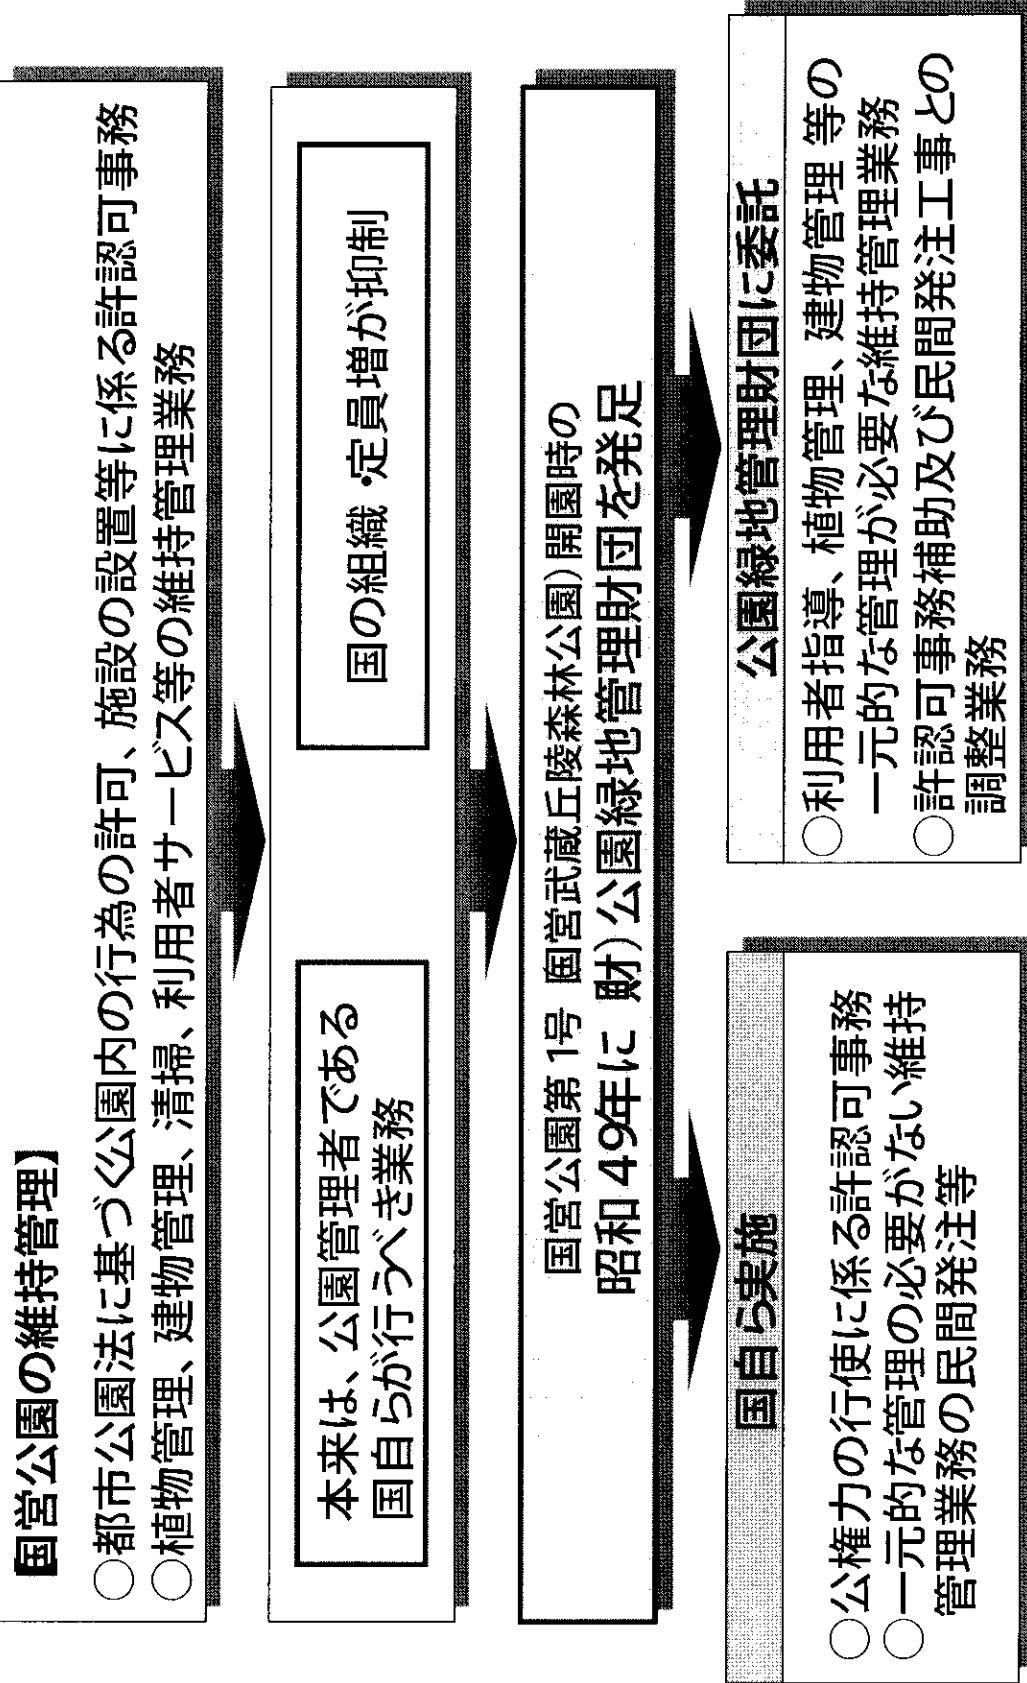 【国営公園の維持管理】
○都市公園法に基づく公園内の行為の許可、施設の設置等に係る許認可事務
○植物管理、建物管理、清掃、利用者サービス等の維持管理業務
本来は、公園管理者である
国自らが行うべき業務
国の組織・定員増が抑制
国営公園第1号（国営武蔵丘陵森林公園）開園時の
昭和49年に（財）公園緑地管理財団を発足
国自ら実施
○公権力の行使に係る許認可事務
○一元的な管理の必要がない維持
管理業務の民間発注等
公園緑地管理財団に委託
○利用者指導、植物管理、建物管理 等の
一元的な管理が必要な維持管理業務
○許認可事務補助及び民間発注工事との
調整業務